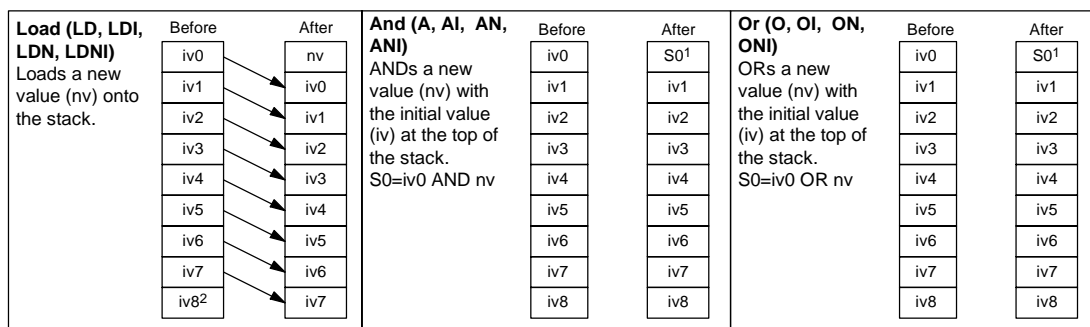 Load (LD, LDI,
LDN, LDNI)
Loads a new
value (nv) onto
the stack.
Before After
iv0 nv
iv1 iv0
iv2 iv1
iv3 iv2
iv4 iv3
iv5 iv4
iv6 iv5
iv7 iv6
iv8² iv7
And (A, AI, AN,
ANI)
ANDs a new
value (nv) with
the initial value
(iv) at the top of
the stack.
S0=iv0 AND nv
Before After
iv0 S0¹
iv1 iv1
iv2 iv2
iv3 iv3
iv4 iv4
iv5 iv5
iv6 iv6
iv7 iv7
iv8 iv8
Or (O, OI, ON,
ONI)
ORs a new
value (nv) with
the initial value
(iv) at the top of
the stack.
S0=iv0 OR nv
Before After
iv0 S0¹
iv1 iv1
iv2 iv2
iv3 iv3
iv4 iv4
iv5 iv5
iv6 iv6
iv7 iv7
iv8 iv8